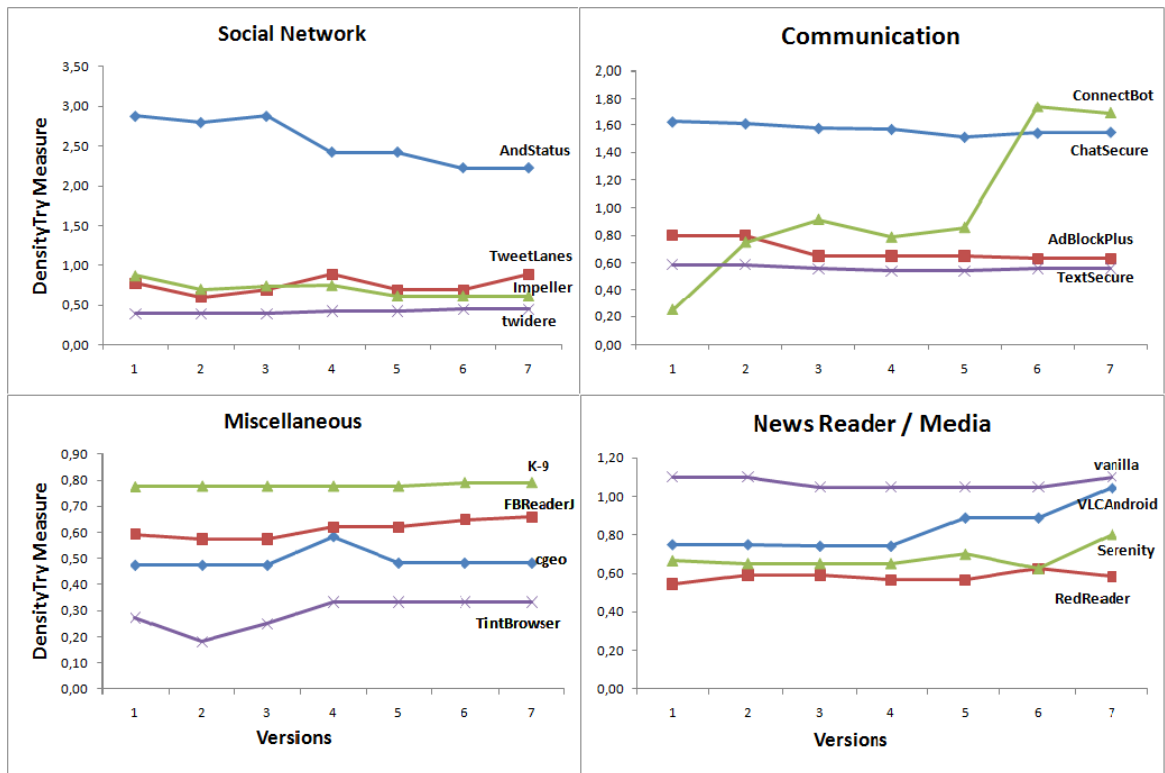 Social Network
DensityTry Measure
3,50
3,00
2,50
2,00
1,50
1,00
0,50
0,00
AndStatus
TweetLanes
Impeller
twidere
1 2 3 4 5 6 7
Communication
2,00
1,80
1,60
1,40
1,20
1,00
0,80
0,60
0,40
0,20
0,00
ConnectBot
ChatSecure
AdBlockPlus
TextSecure
1 2 3 4 5 6 7
Miscellaneous
DensityTry Measure
0,90
0,80
0,70
0,60
0,50
0,40
0,30
0,20
0,10
0,00
K-9
FBReaderJ
cgeo
TintBrowser
1 2 3 4 5 6 7
Versions
News Reader / Media
1,20
1,00
0,80
0,60
0,40
0,20
0,00
vanilla
VLCAndroid
Serenity
RedReader
1 2 3 4 5 6 7
Versions